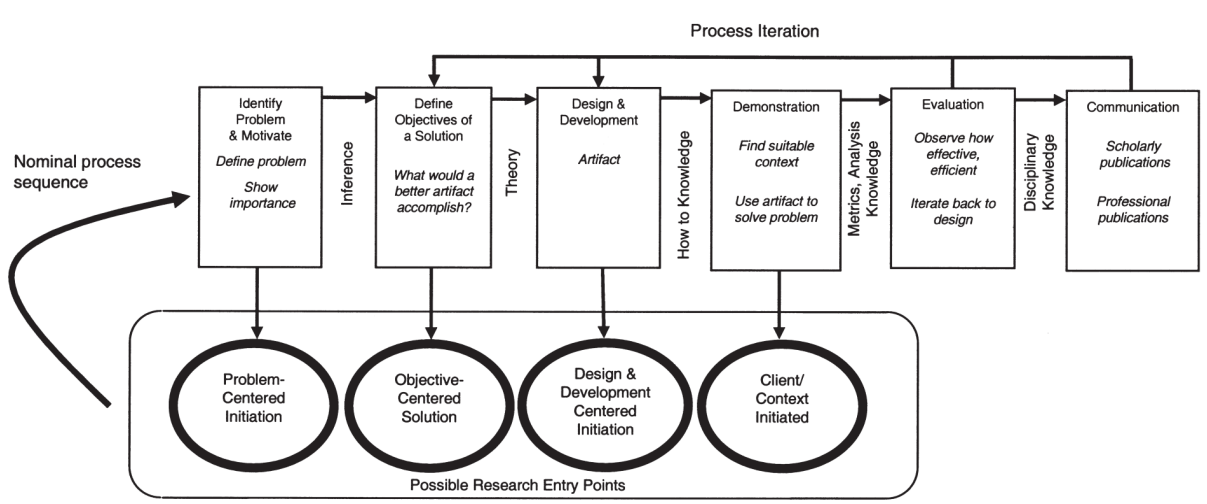 Process Iteration
Nominal process
sequence
Identify
Problem
& Motivate
Define problem
Show
importance
Inference
Define
Objectives of
a Solution
What would a
better artifact
accomplish?
Theory
Design &
Development
Artifact
How to Knowledge
Demonstration
Find suitable
context
Use artifact to
solve problem
Metrics, Analysis
Knowledge
Evaluation
Observe how
effective,
efficient
Iterate back to
design
Disciplinary
Knowledge
Communication
Scholarly
publications
Professional
publications
Problem-
Centered
Initiation
Objective-
Centered
Solution
Design &
Development
Centered
Initiation
Client/
Context
Initiated
Possible Research Entry Points